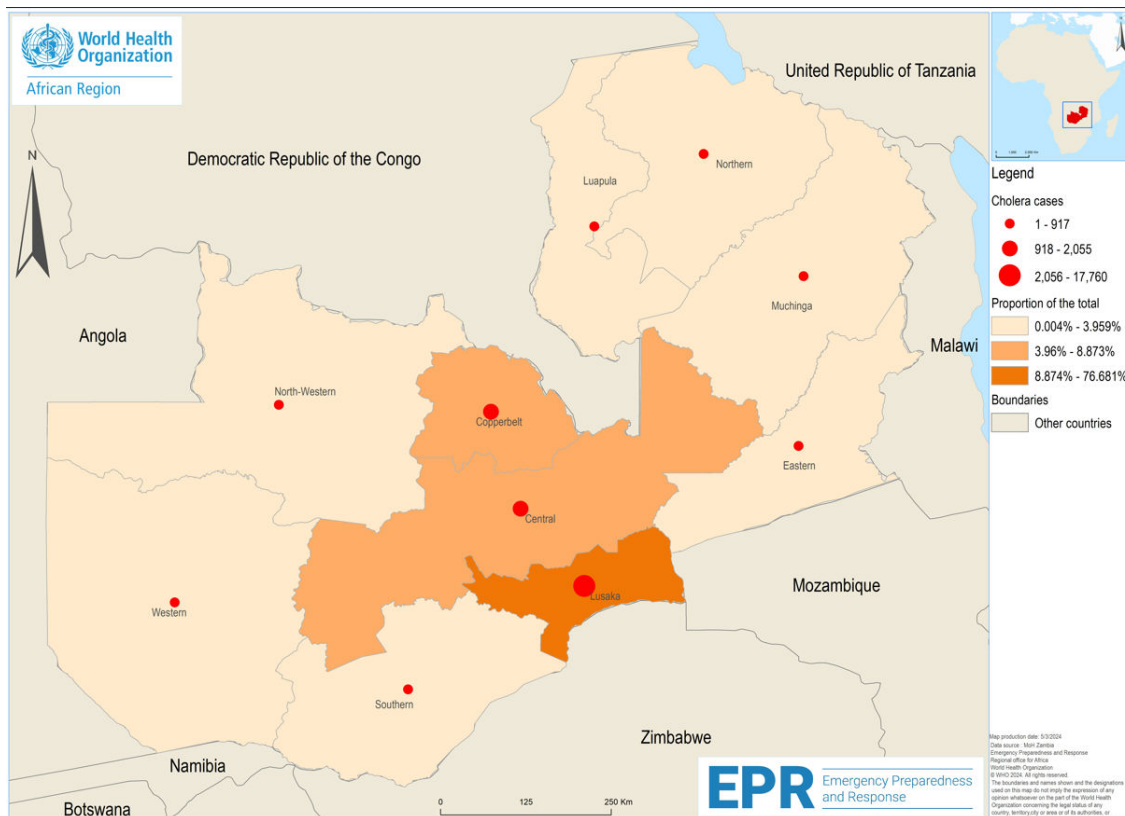 World Health
Organization
African Region
N
Democratic Republic of the Congo
United Republic of Tanzania
Northern
Luapula
Muchinga
Angola
Malawi
North-Western
Copperbelt
Eastern
Central
Mozambique
Lusaka
Western
Southern
Zimbabwe
Namibia
Botswana
0 125 250 Km
EPR Emergency Preparedness
and Response
Legend
Cholera cases
1 - 917
918 - 2,055
2,056 - 17,760
Proportion of the total
0.004% - 3.959%
3.96% - 8.873%
8.874% - 76.681%
Boundaries
Other countries
Map production date: 5/3/2024
Data source : MoH Zambia
Emergency Preparedness and Response
Regional office for Africa
World Health Organization
© WHO 2024. All rights reserved.
The boundaries and names shown and the designations
used on this map do not imply the expression of any
opinion whatsoever on the part of the World Health
Organization concerning the legal status of any
country, territory,city or area or of its authorities, or